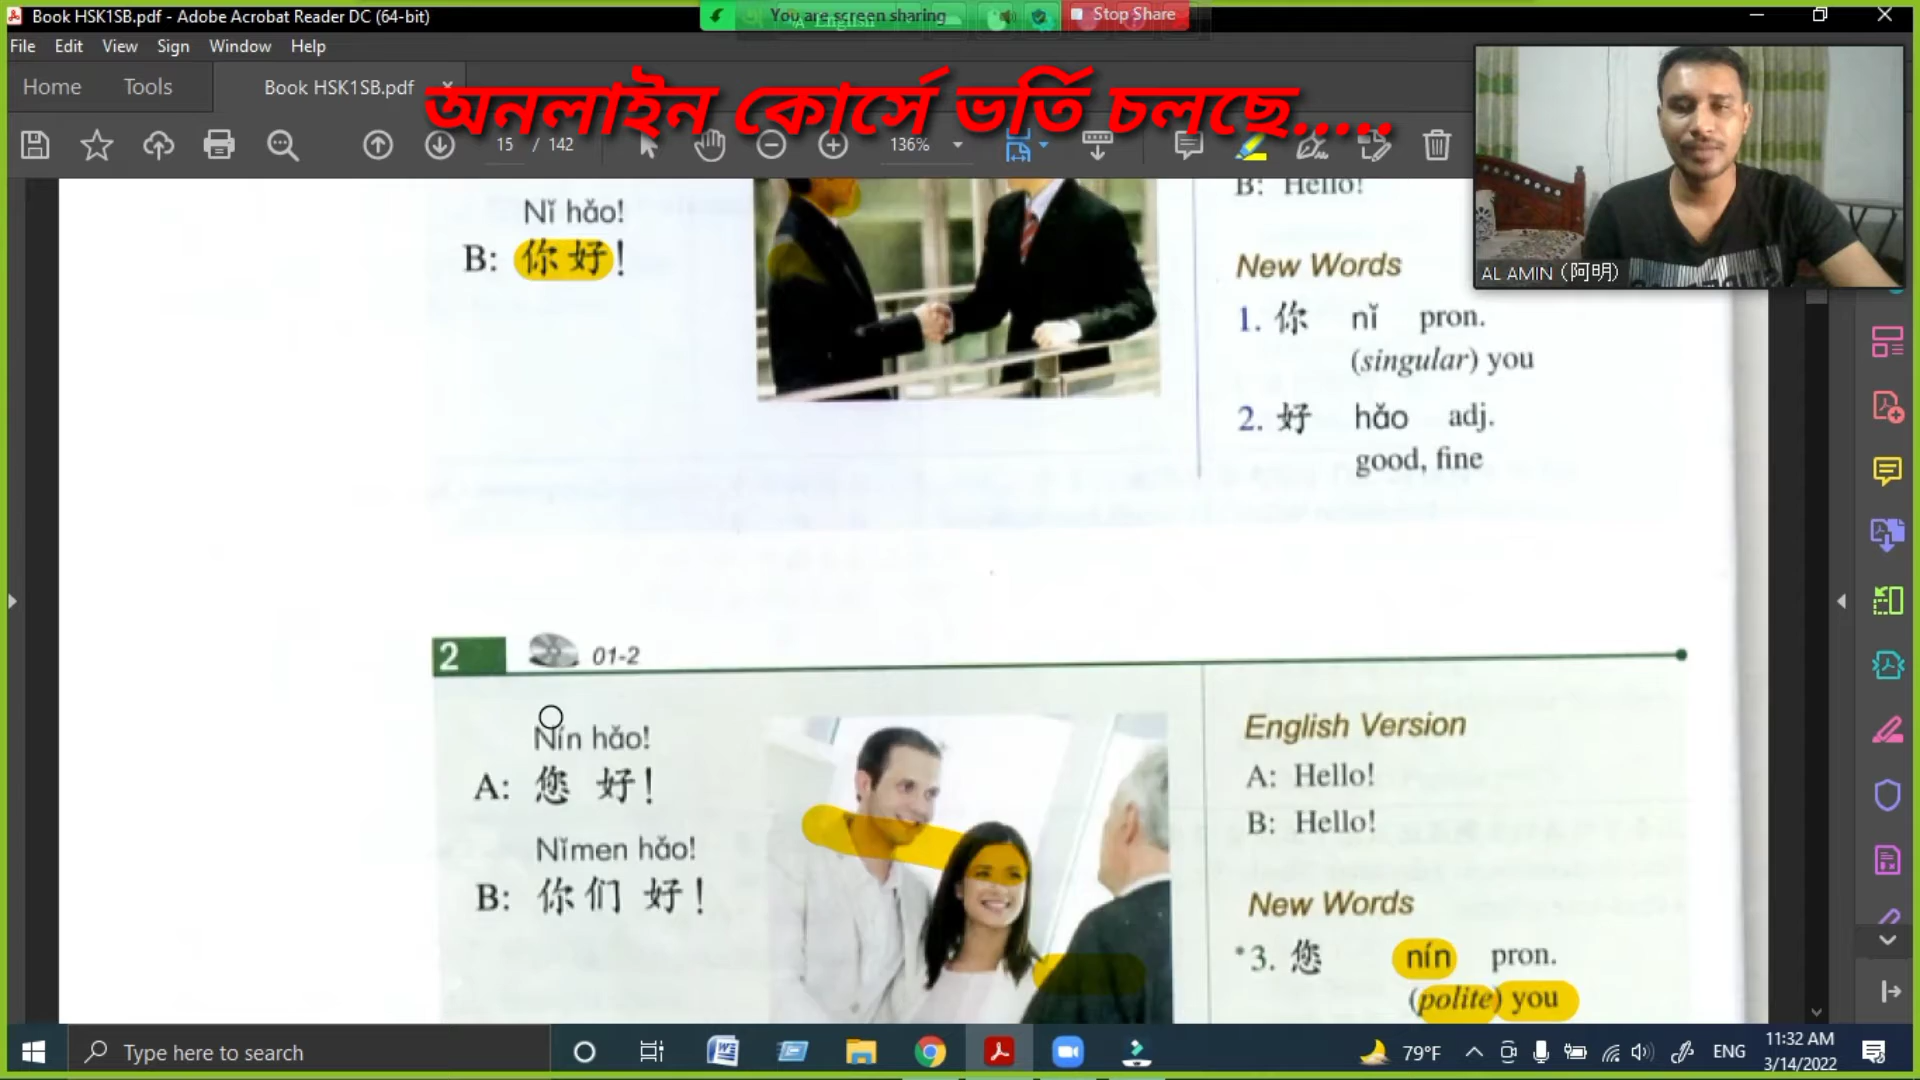 Book HSK1SB.pdf - Adobe Acrobat Reader DC (64-bit)
You are screen sharing
English
Stop Share
File Edit View Sign Window Help
Home Tools Book HSK1SB.pdf
অনলাইন কোর্সে ভর্তি চলছে.....
15 / 142
136%
B: Hello!
AL AMIN (阿明)
Nǐ hǎo!
B: 你 好!
New Words
1. 你 nǐ pron.
(singular) you
2. 好 hǎo adj.
good, fine
2 01-2
Nín hǎo!
A: 您 好!
Nǐmen hǎo!
B: 你们 好!
English Version
A: Hello!
B: Hello!
New Words
*3. 您 nín pron.
(polite) you
Type here to search
79°F
ENG
11:32 AM
3/14/2022